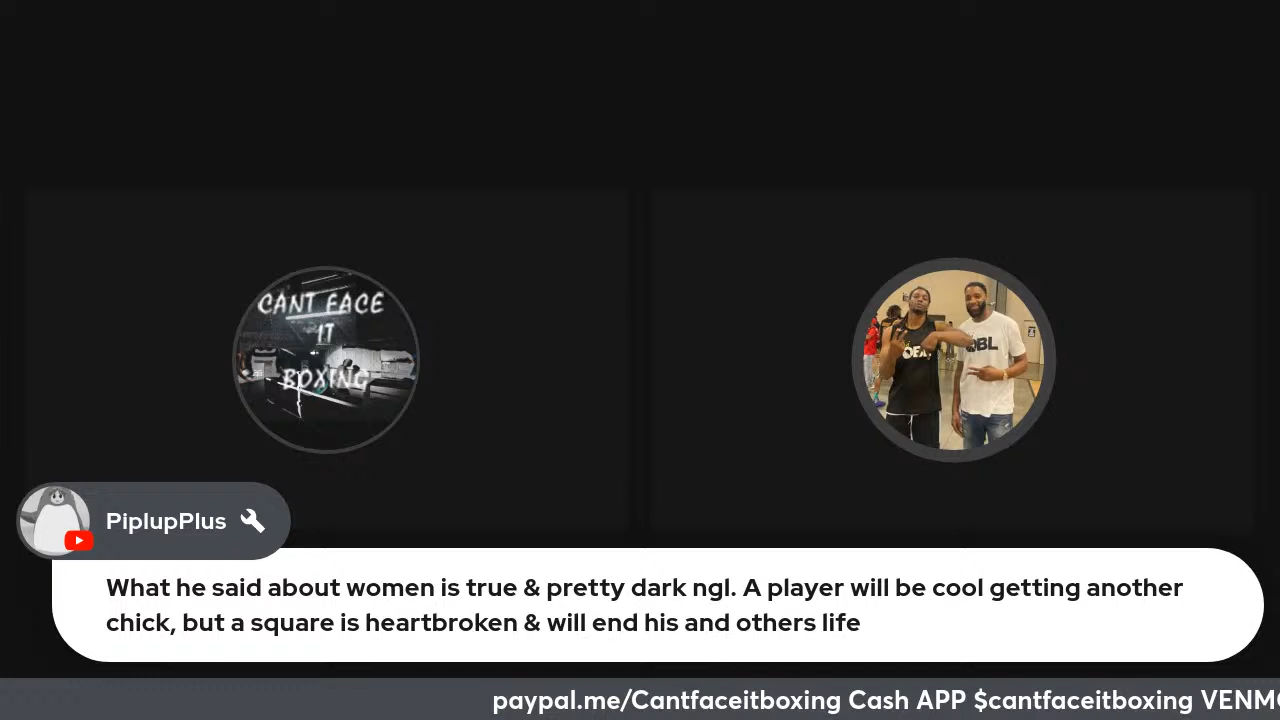 CANT FACE
IT
BOXING
QBL
PiplupPlus
What he said about women is true & pretty dark ngl. A player will be cool getting another
chick, but a square is heartbroken & will end his and others life
paypal.me/Cantfaceitboxing Cash APP $cantfaceitboxing VENM